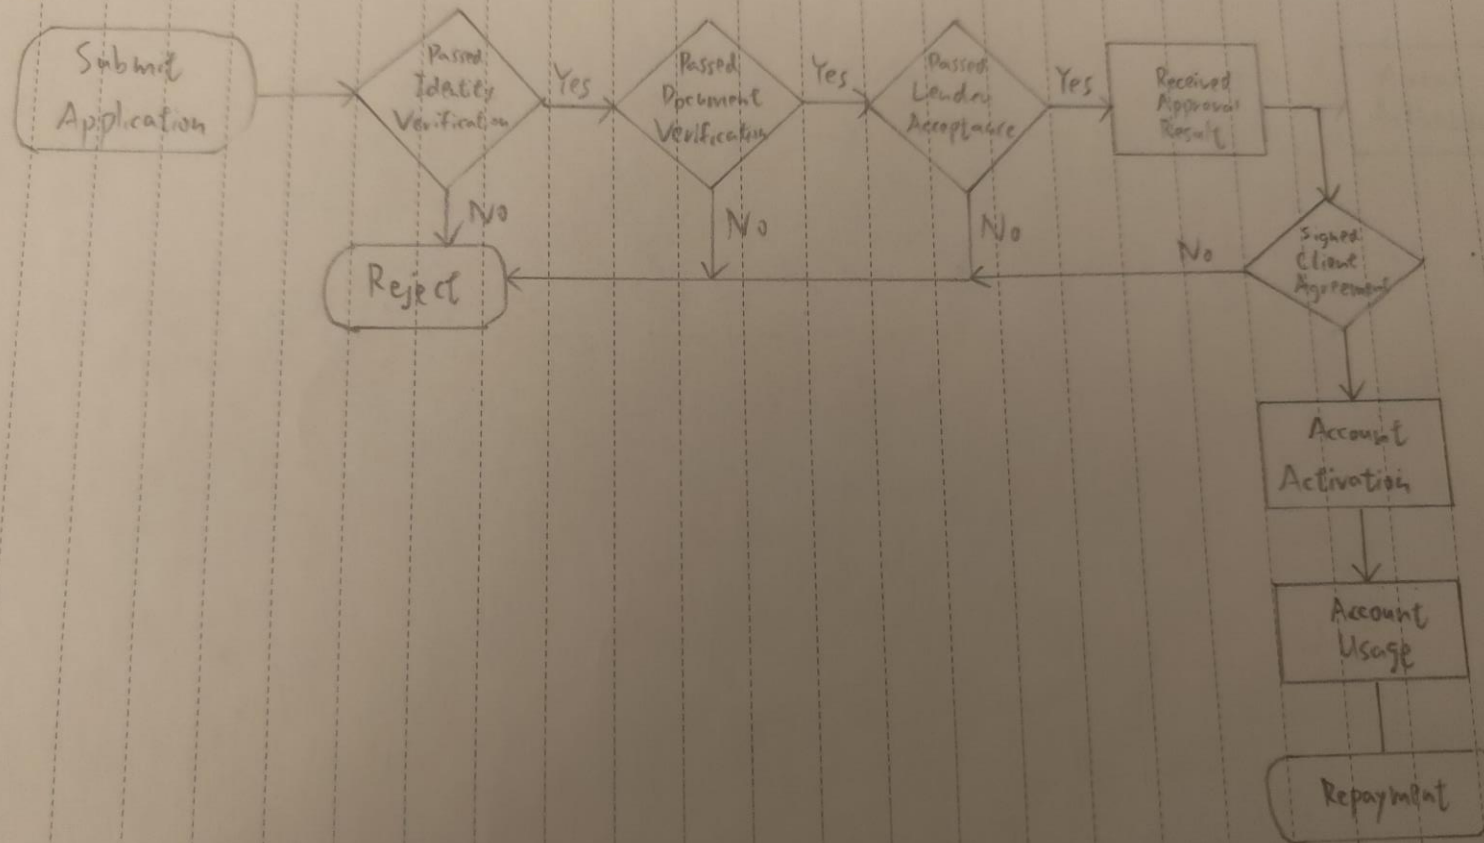 Submit
Application
Passed
Identity
Verification
Yes
No
Passed
Document
Verification
Yes
No
Passed
Lender
Acceptance
Yes
No
Received
Approval
Result
Signed
Client
Agreement
No
Reject
Account
Activation
Account
Usage
Repayment